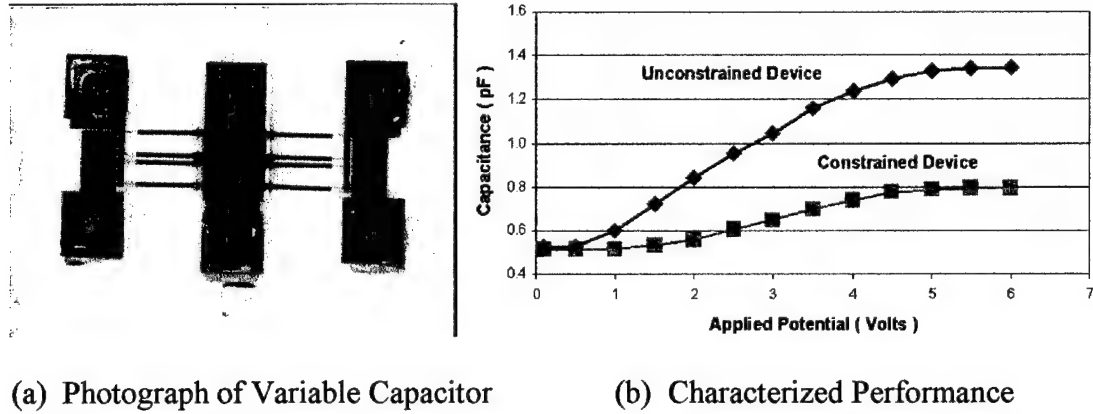 1.6
1.4
1.2
1.0
0.8
0.6
0.4
Capacitance ( pF )
Unconstrained Device
Constrained Device
0 1 2 3 4 5 6 7
Applied Potential ( Volts )
(a) Photograph of Variable Capacitor (b) Characterized Performance